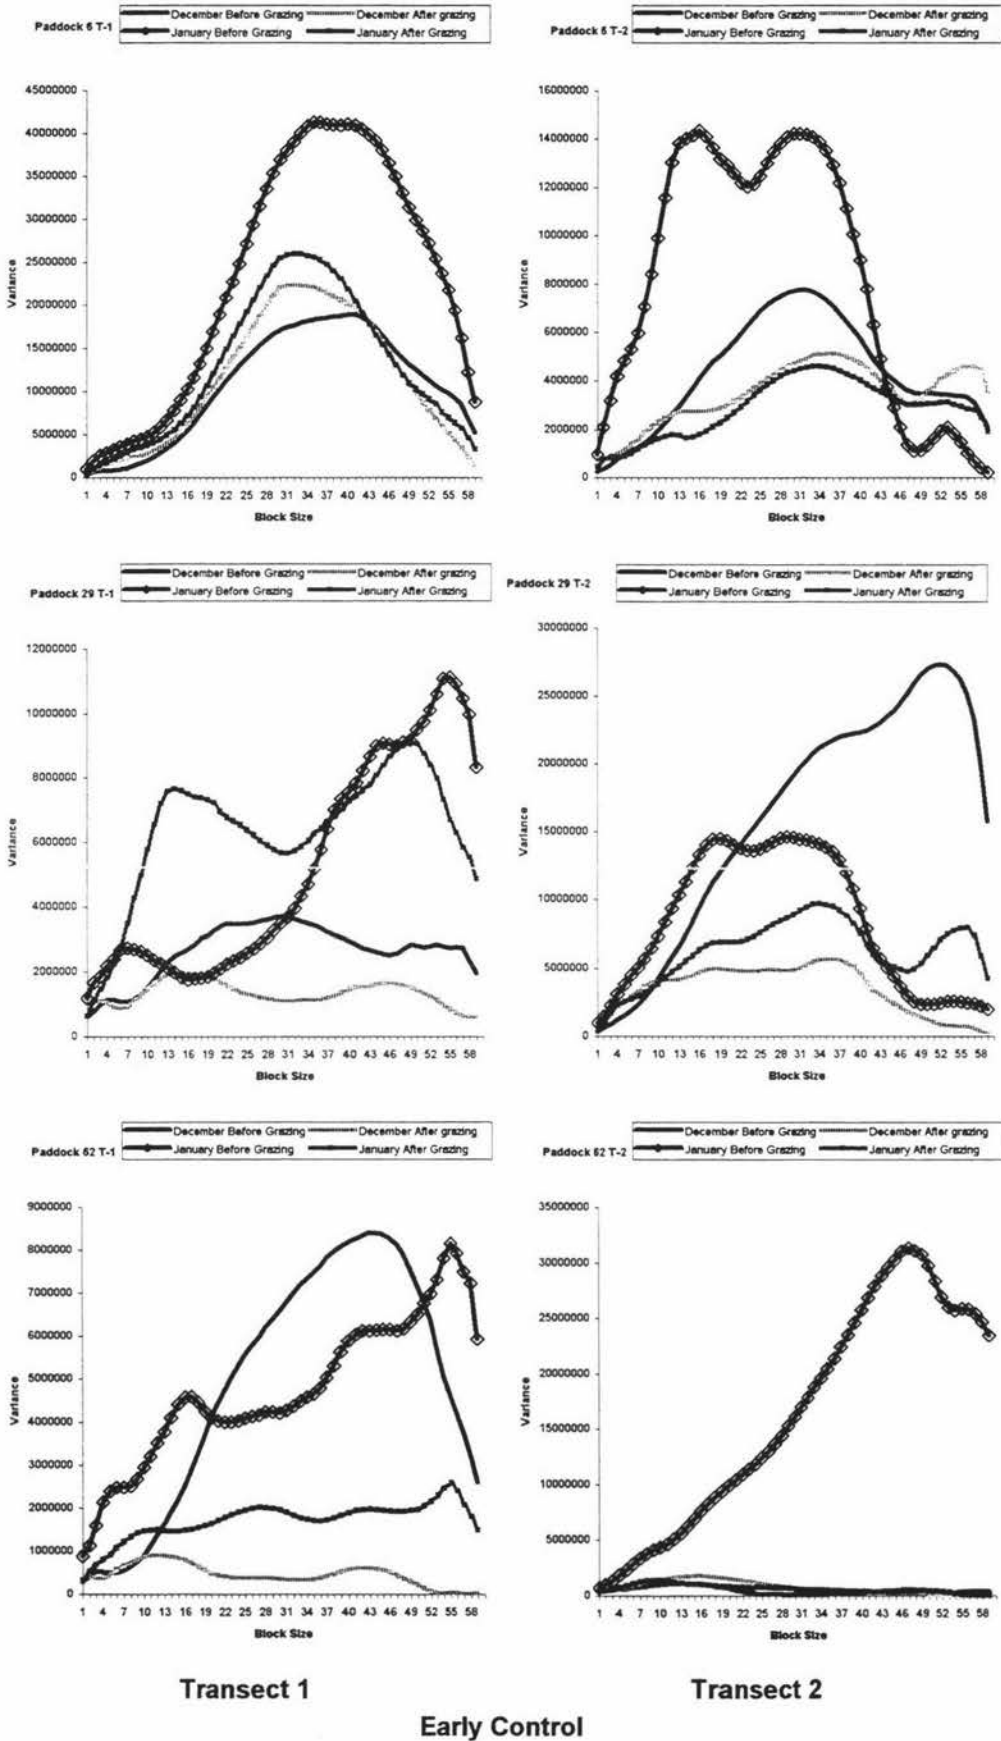 Paddock 6 T-1
December Before Grazing December After grazing
January Before Grazing January After Grazing
45000000
40000000
35000000
30000000
25000000
20000000
15000000
10000000
5000000
0
Variance
1 4 7 10 13 16 19 22 25 28 31 34 37 40 43 46 49 52 55 58
Block Size
Paddock 6 T-2
December Before Grazing December After grazing
January Before Grazing January After Grazing
16000000
14000000
12000000
10000000
8000000
6000000
4000000
2000000
0
Variance
1 4 7 10 13 16 19 22 25 28 31 34 37 40 43 46 49 52 55 58
Block Size
Paddock 29 T-1
December Before Grazing December After grazing
January Before Grazing January After Grazing
12000000
10000000
8000000
6000000
4000000
2000000
0
Variance
1 4 7 10 13 16 19 22 25 28 31 34 37 40 43 46 49 52 55 58
Block Size
Paddock 29 T-2
December Before Grazing December After grazing
January Before Grazing January After Grazing
30000000
25000000
20000000
15000000
10000000
5000000
0
Variance
1 4 7 10 13 16 19 22 25 28 31 34 37 40 43 46 49 52 55 58
Block Size
Paddock 52 T-1
December Before Grazing December After grazing
January Before Grazing January After Grazing
9000000
8000000
7000000
6000000
5000000
4000000
3000000
2000000
1000000
0
Variance
1 4 7 10 13 16 19 22 25 28 31 34 37 40 43 46 49 52 55 58
Block Size
Paddock 52 T-2
December Before Grazing December After grazing
January Before Grazing January After Grazing
35000000
30000000
25000000
20000000
15000000
10000000
5000000
0
Variance
1 4 7 10 13 16 19 22 25 28 31 34 37 40 43 46 49 52 55 58
Block Size
Transect 1
Transect 2
Early Control